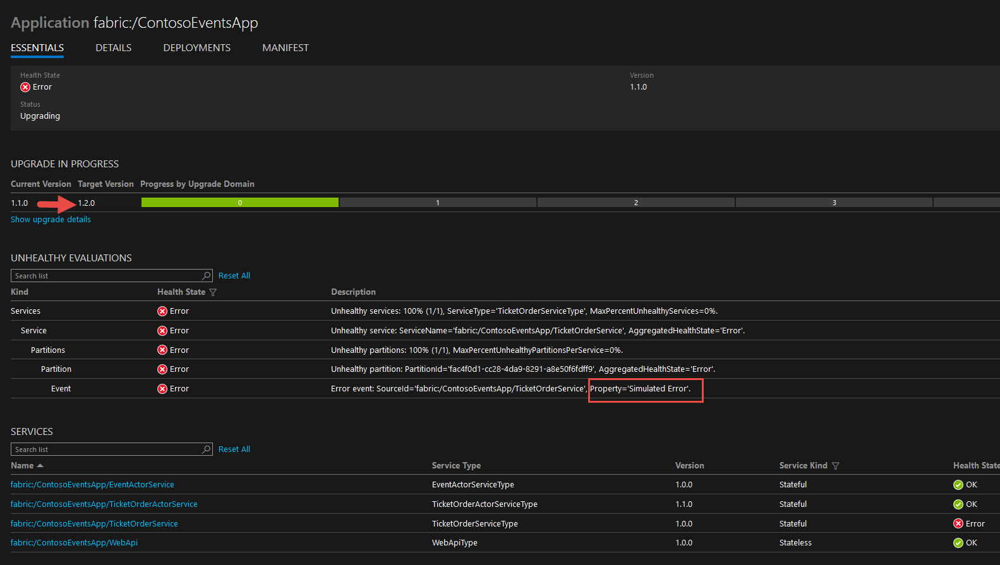 Application fabric:/ContosoEventsApp
ESSENTIALS DETAILS DEPLOYMENTS MANIFEST
Health State Version
Error 1.1.0
Status
Upgrading
UPGRADE IN PROGRESS
Current Version Target Version Progress by Upgrade Domain
1.1.0 1.2.0 0 1 2 3
Show upgrade details
UNHEALTHY EVALUATIONS
Search list Reset All
Kind Health State Description
Services Error Unhealthy services: 100% (1/1), ServiceType='TicketOrderServiceType', MaxPercentUnhealthyServices=0%.
Service Error Unhealthy service: ServiceName='fabric:/ContosoEventsApp/TicketOrderService', AggregatedHealthState='Error'.
Partitions Error Unhealthy partitions: 100% (1/1), MaxPercentUnhealthyPartitionsPerService=0%.
Partition Error Unhealthy partition: PartitionId='fac4f0d1-cc28-4da9-8291-a8e50f6fdff9', AggregatedHealthState='Error'.
Event Error Error event: SourceId='fabric:/ContosoEventsApp/TicketOrderService', Property='Simulated Error'.
SERVICES
Search list Reset All
Name Service Type Version Service Kind Health State
fabric:/ContosoEventsApp/EventActorService EventActorServiceType 1.0.0 Stateful OK
fabric:/ContosoEventsApp/TicketOrderActorService TicketOrderActorServiceType 1.1.0 Stateful OK
fabric:/ContosoEventsApp/TicketOrderService TicketOrderServiceType 1.0.0 Stateful Error
fabric:/ContosoEventsApp/WebApi WebApiType 1.0.0 Stateless OK